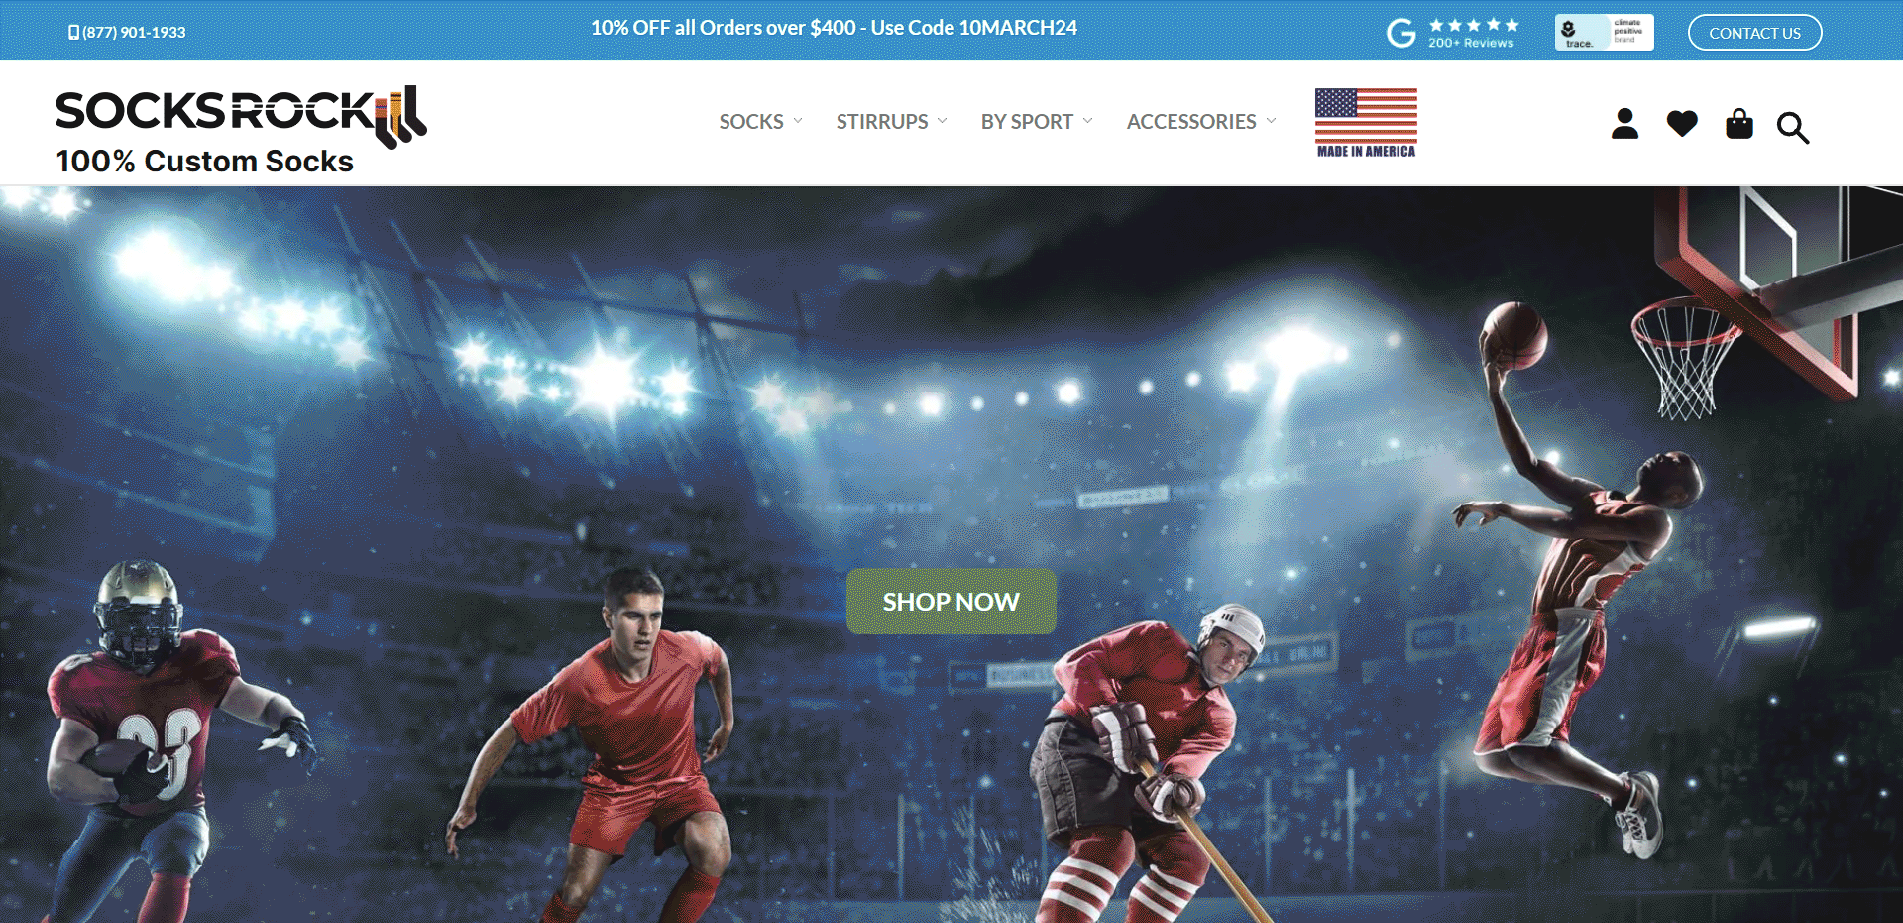 (877) 901-1933
10% OFF all Orders over $400 - Use Code 10MARCH24
200+ Reviews
trace.
climate
positive
brand
CONTACT US
SOCKSROCK
100% Custom Socks
SOCKS
STIRRUPS
BY SPORT
ACCESSORIES
MADE IN AMERICA
SHOP NOW
23